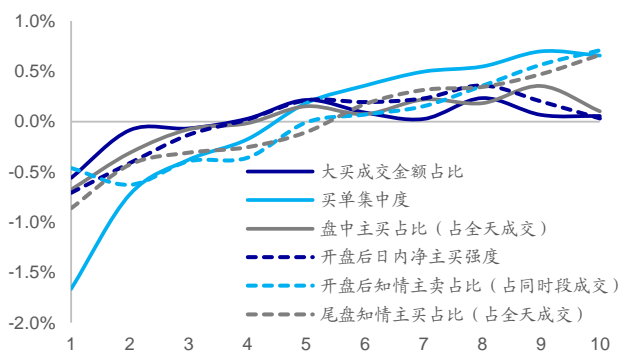 1.0%
0.5%
0.0%
-0.5%
-1.0%
-1.5%
-2.0%
大买成交金额占比
买单集中度
盘中主买占比（占全天成交）
开盘后日内净主买强度
开盘后知情主卖占比（占同时段成交）
尾盘知情主买占比（占全天成交）
1 2 3 4 5 6 7 8 9 10